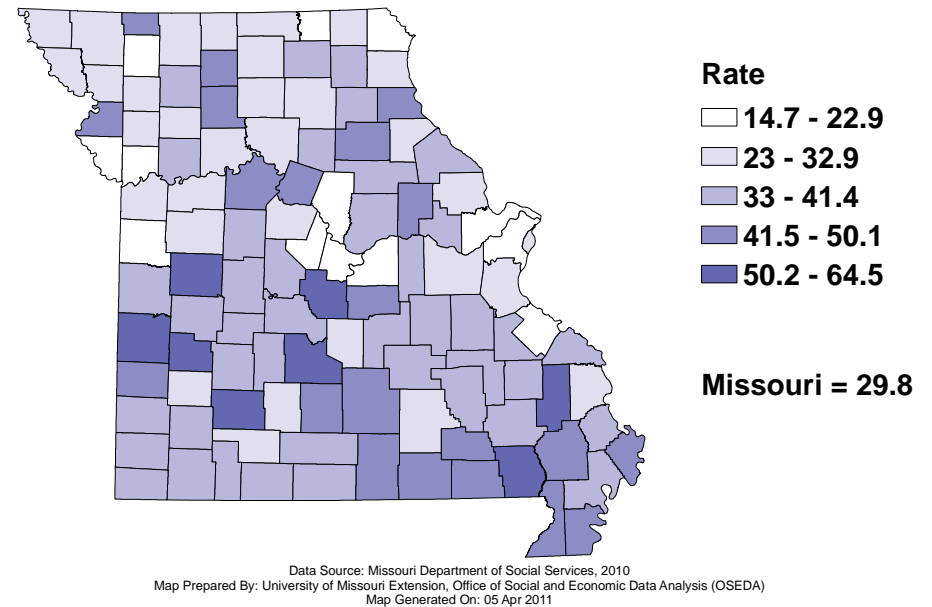 Rate
14.7 - 22.9
23 - 32.9
33 - 41.4
41.5 - 50.1
50.2 - 64.5
Missouri = 29.8
Data Source: Missouri Department of Social Services, 2010
Map Prepared By: University of Missouri Extension, Office of Social and Economic Data Analysis (OSEDA)
Map Generated On: 05 Apr 2011